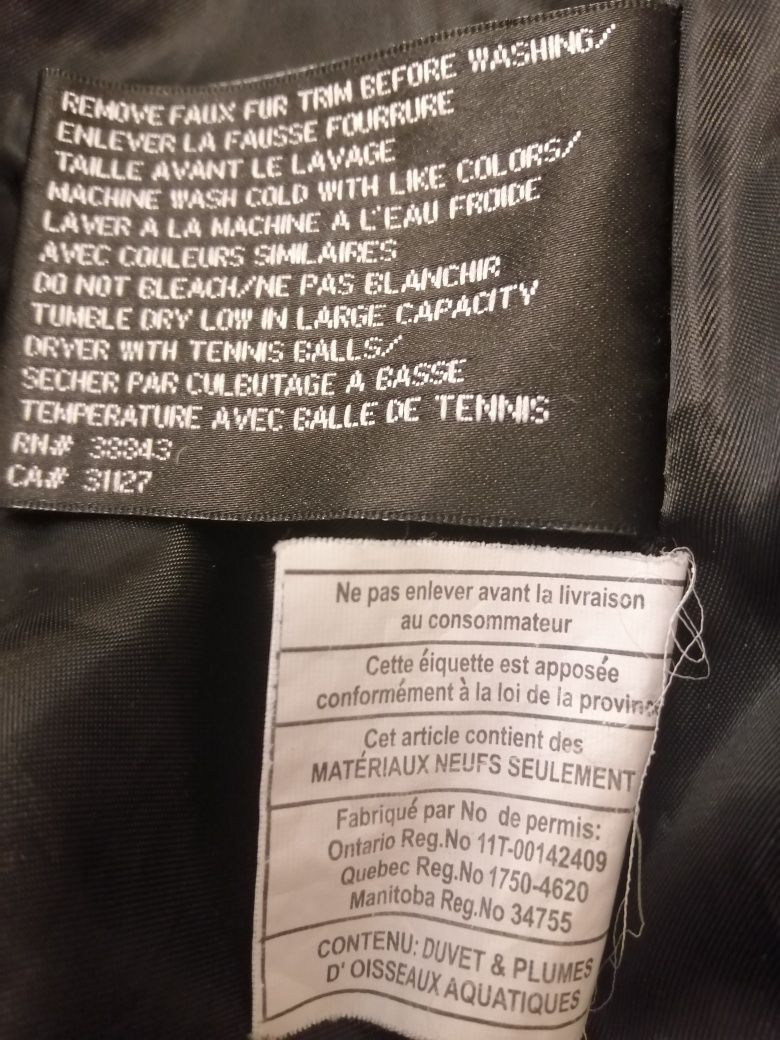 REMOVE FAUX FUR TRIM BEFORE WASHING/
ENLEVER LA FAUSSE FOURRURE
TAILLE AVANT LE LAVAGE
MACHINE WASH COLD WITH LIKE COLORS/
LAVER A LA MACHINE A L'EAU FROIDE
AVEC COULEURS SIMILAIRES
DO NOT BLEACH/NE PAS BLANCHIR
TUMBLE DRY LOW IN LARGE CAPACITY
DRYER WITH TENNIS BALLS/
SECHER PAR CULBUTAGE A BASSE
TEMPERATURE AVEC BALLE DE TENNIS
RN# 38843
CA# 31127
Ne pas enlever avant la livraison
au consommateur
Cette éiquette est apposée
conformément à la loi de la province
Cet article contient des
MATÉRIAUX NEUFS SEULEMENT
Fabriqué par No de permis:
Ontario Reg.No 11T-00142409
Quebec Reg.No 1750-4620
Manitoba Reg.No 34755
CONTENU: DUVET & PLUMES
D' OISSEAUX AQUATIQUES